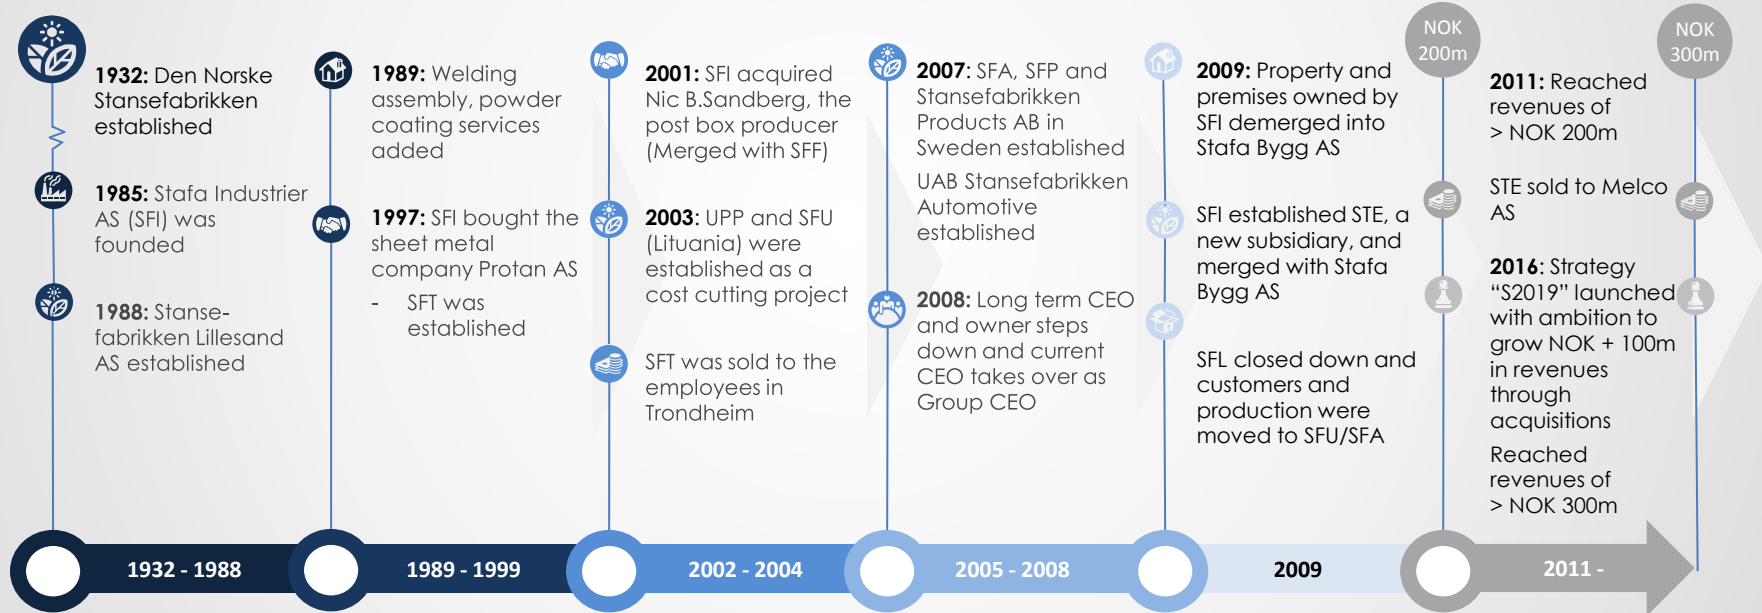 1932: Den Norske
Stansefabrikken
established
1985: Stafa Industrier
AS (SFI) was
founded
1988: Stanse-
fabrikken Lillesand
AS established
1989: Welding
assembly, powder
coating services
added
1997: SFI bought the
sheet metal
company Protan AS
- SFT was
established
2001: SFI acquired
Nic B.Sandberg, the
post box producer
(Merged with SFF)
2003: UPP and SFU
(Lituania) were
established as a
cost cutting project
SFT was sold to the
employees in
Trondheim
2007: SFA, SFP and
Stansefabrikken
Products AB in
Sweden established
UAB Stansefabrikken
Automotive
established
2008: Long term CEO
and owner steps
down and current
CEO takes over as
Group CEO
2009: Property and
premises owned by
SFI demerged into
Stafa Bygg AS
SFI established STE, a
new subsidiary, and
merged with Stafa
Bygg AS
SFL closed down and
customers and
production were
moved to SFU/SFA
NOK
200m
2011: Reached
revenues of
> NOK 200m
STE sold to Melco
AS
2016: Strategy
“S2019” launched
with ambition to
grow NOK + 100m
in revenues
through
acquisitions
Reached
revenues of
> NOK 300m
NOK
300m
1932 - 1988
1989 - 1999
2002 - 2004
2005 - 2008
2009
2011 -